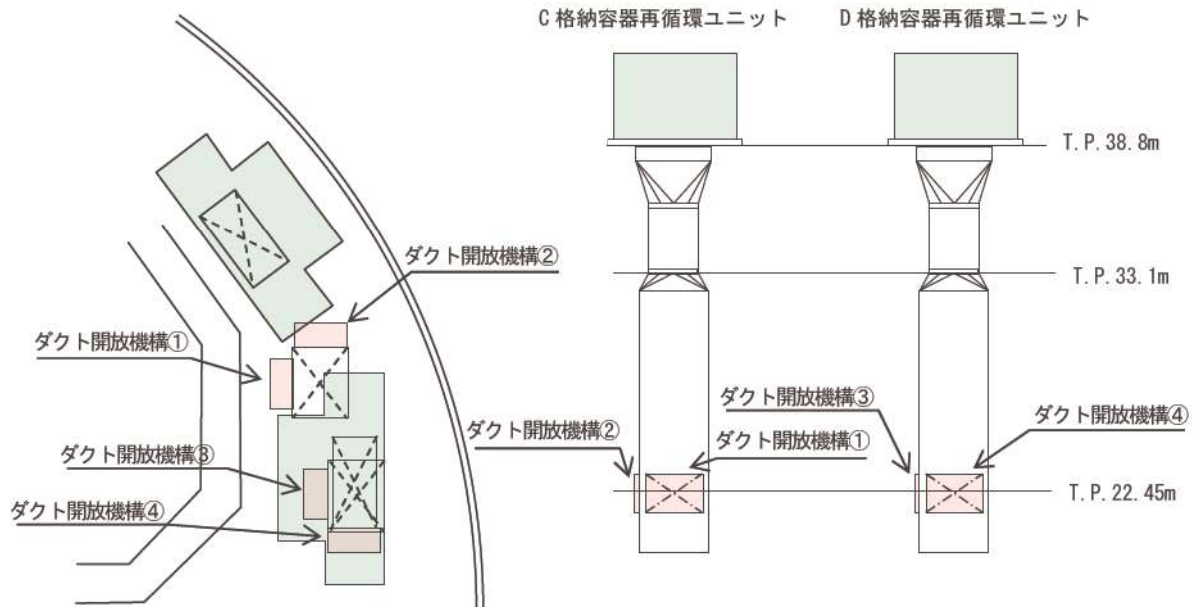 C格納容器再循環ユニット
D格納容器再循環ユニット
T.P.38.8m
ダクト開放機構②
T.P.33.1m
ダクト開放機構①
ダクト開放機構③
ダクト開放機構④
ダクト開放機構②
ダクト開放機構①
ダクト開放機構③
ダクト開放機構④
T.P.22.45m